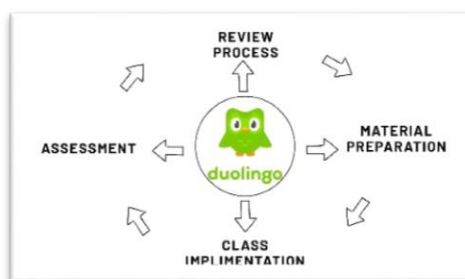 REVIEW
PROCESS
ASSESSMENT
duolingo
MATERIAL
PREPARATION
CLASS
IMPLIMENTATION